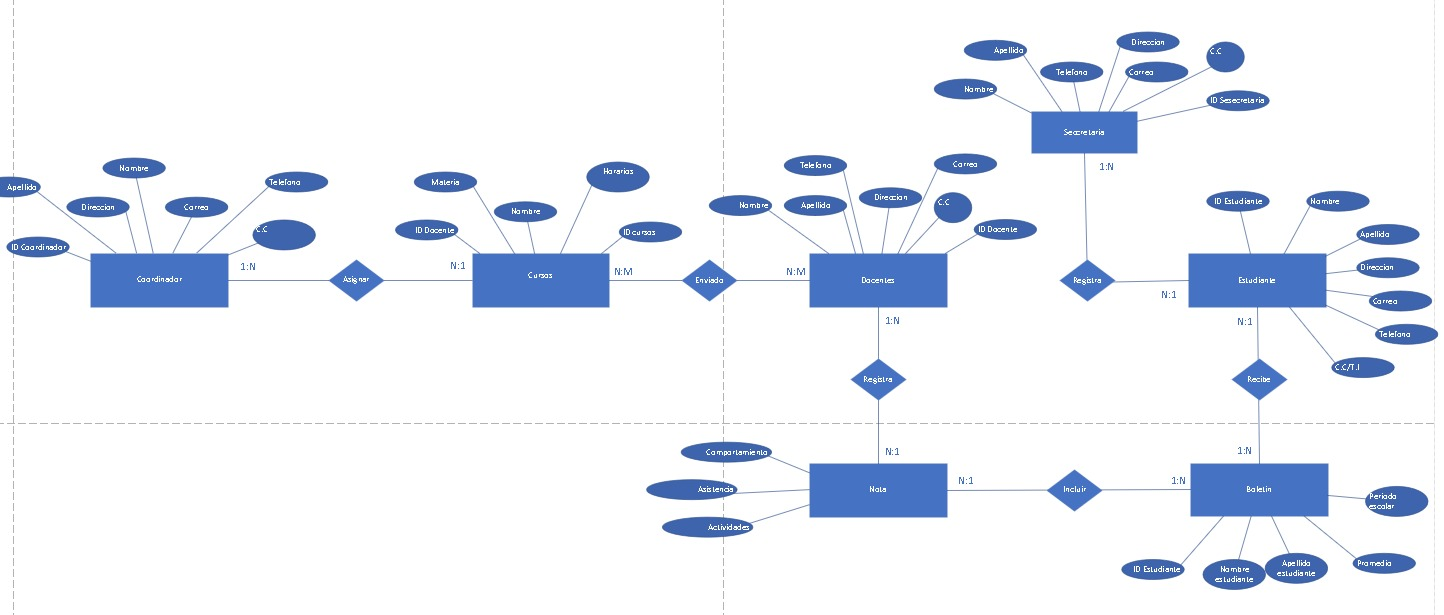 Direccion
Apellido
C.C
Telefono
Correo
Nombre
ID Sesecretaria
Seccretaria
1:N
Nombre
Apellido
Telefono
Direccion
Correo
C.C
ID Coordinador
Coordinador
1:N
Asignar
Materia
Horarios
Nombre
ID Docente
ID cursos
N:1
Cursos
N:M
Enviado
Telefono
Correo
Direccion
Nombre
Apellido
C.C
ID Docente
N:M
Docentes
1:N
Registra
ID Estudiante
Nombre
Apellido
Direccion
Correo
Telefono
C.C/T.I
Registra
N:1
Estudiante
N:1
Recibe
Comportamiento
Asistencia
Actividades
N:1
Nota
N:1
Incluir
1:N
1:N
Boletin
Periodo
escolar
ID Estudiante
Nombre
estudiante
Apellido
estudiante
Promedio